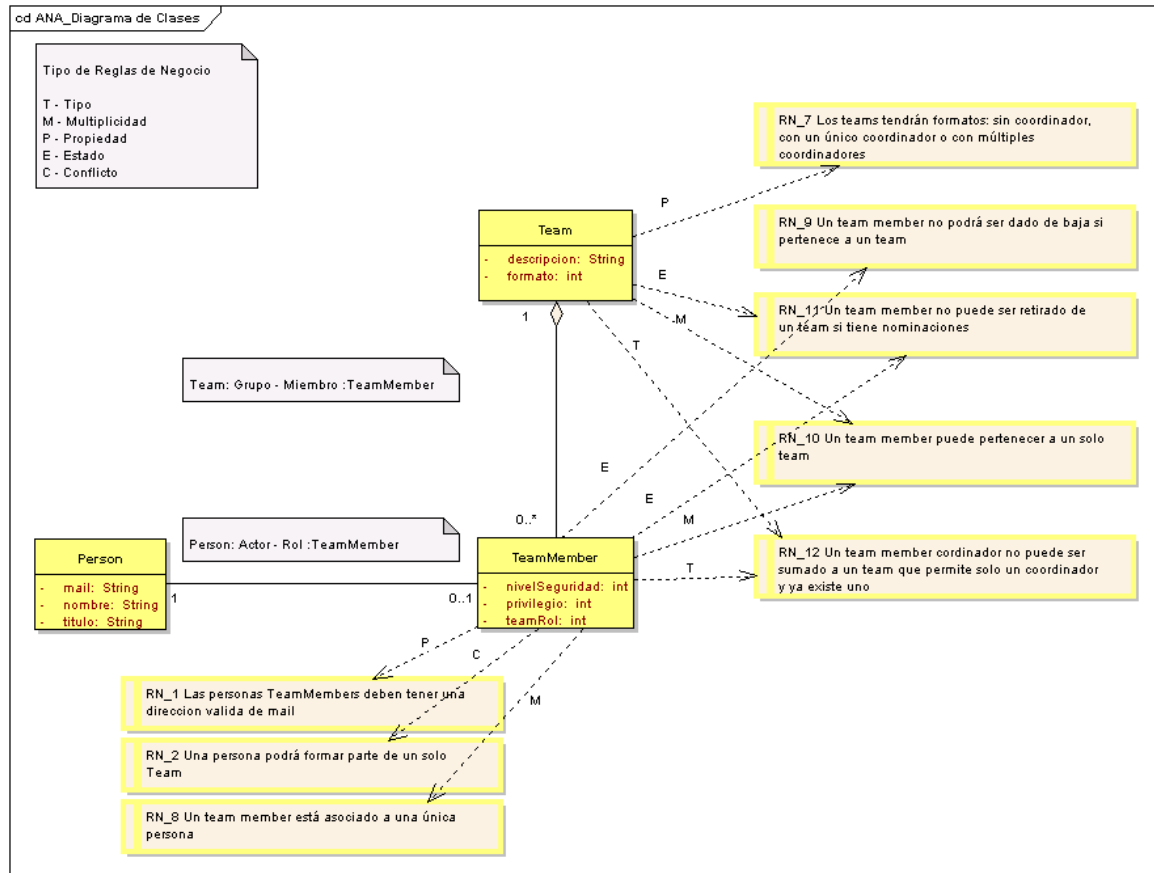 cd ANA_Diagrama de Clases
Tipo de Reglas de Negocio
T - Tipo
M - Multiplicidad
P - Propiedad
E - Estado
C - Conflicto
RN_7 Los teams tendrán formatos: sin coordinador,
con un único coordinador o con múltiples
coordinadores
P
Team
- descripcion: String
- formato: int
RN_9 Un team member no podrá ser dado de baja si
pertenece a un team
E
RN_11 Un team member no puede ser retirado de
un team si tiene nominaciones
1
M
T
Team: Grupo - Miembro :TeamMember
RN_10 Un team member puede pertenecer a un solo
team
E
E
M
0..*
Person: Actor - Rol :TeamMember
Person
- mail: String
- nombre: String
- titulo: String
1
0..1
TeamMember
- nivelSeguridad: int
- privilegio: int
- teamRol: int
T
RN_12 Un team member cordinador no puede ser
sumado a un team que permite solo un coordinador
y ya existe uno
P
C
M
RN_1 Las personas TeamMembers deben tener una
direccion valida de mail
RN_2 Una persona podrá formar parte de un solo
Team
RN_8 Un team member está asociado a una única
persona